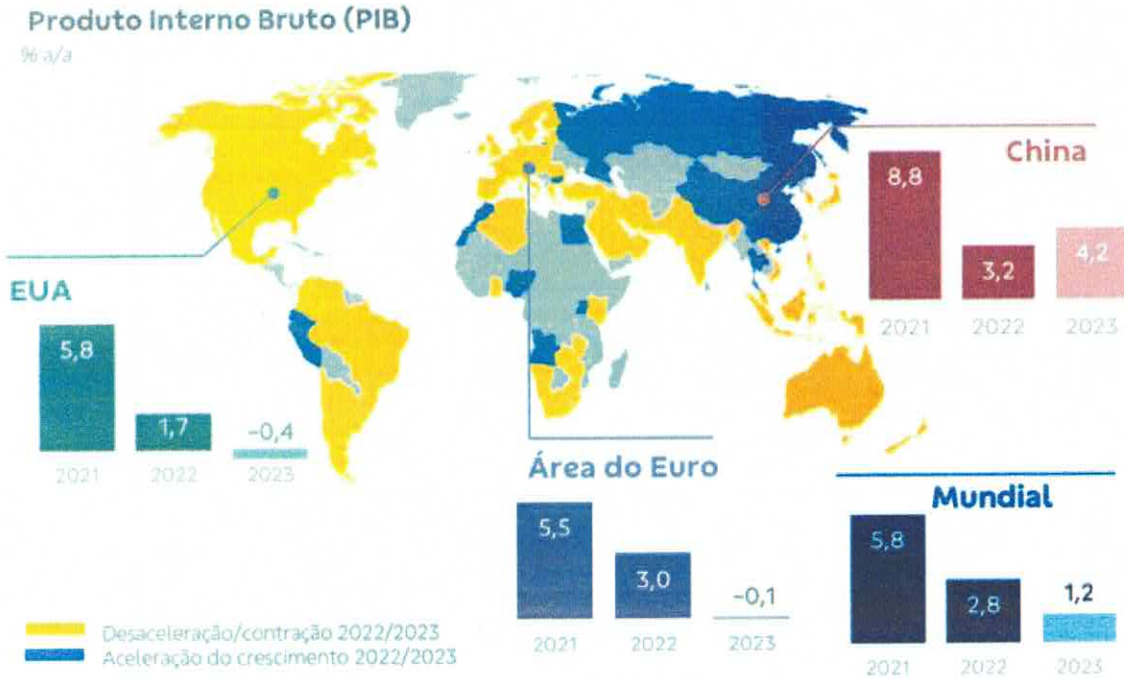 Produto Interno Bruto (PIB)
% a/a
China
8,8
3,2
4,2
2021 2022 2023
EUA
5,8
1,7
-0,4
2021 2022 2023
Área do Euro
5,5
3,0
-0,1
2021 2022 2023
Mundial
5,8
2,8
1,2
2021 2022 2023
Desaceleração/contração 2022/2023
Aceleração do crescimento 2022/2023